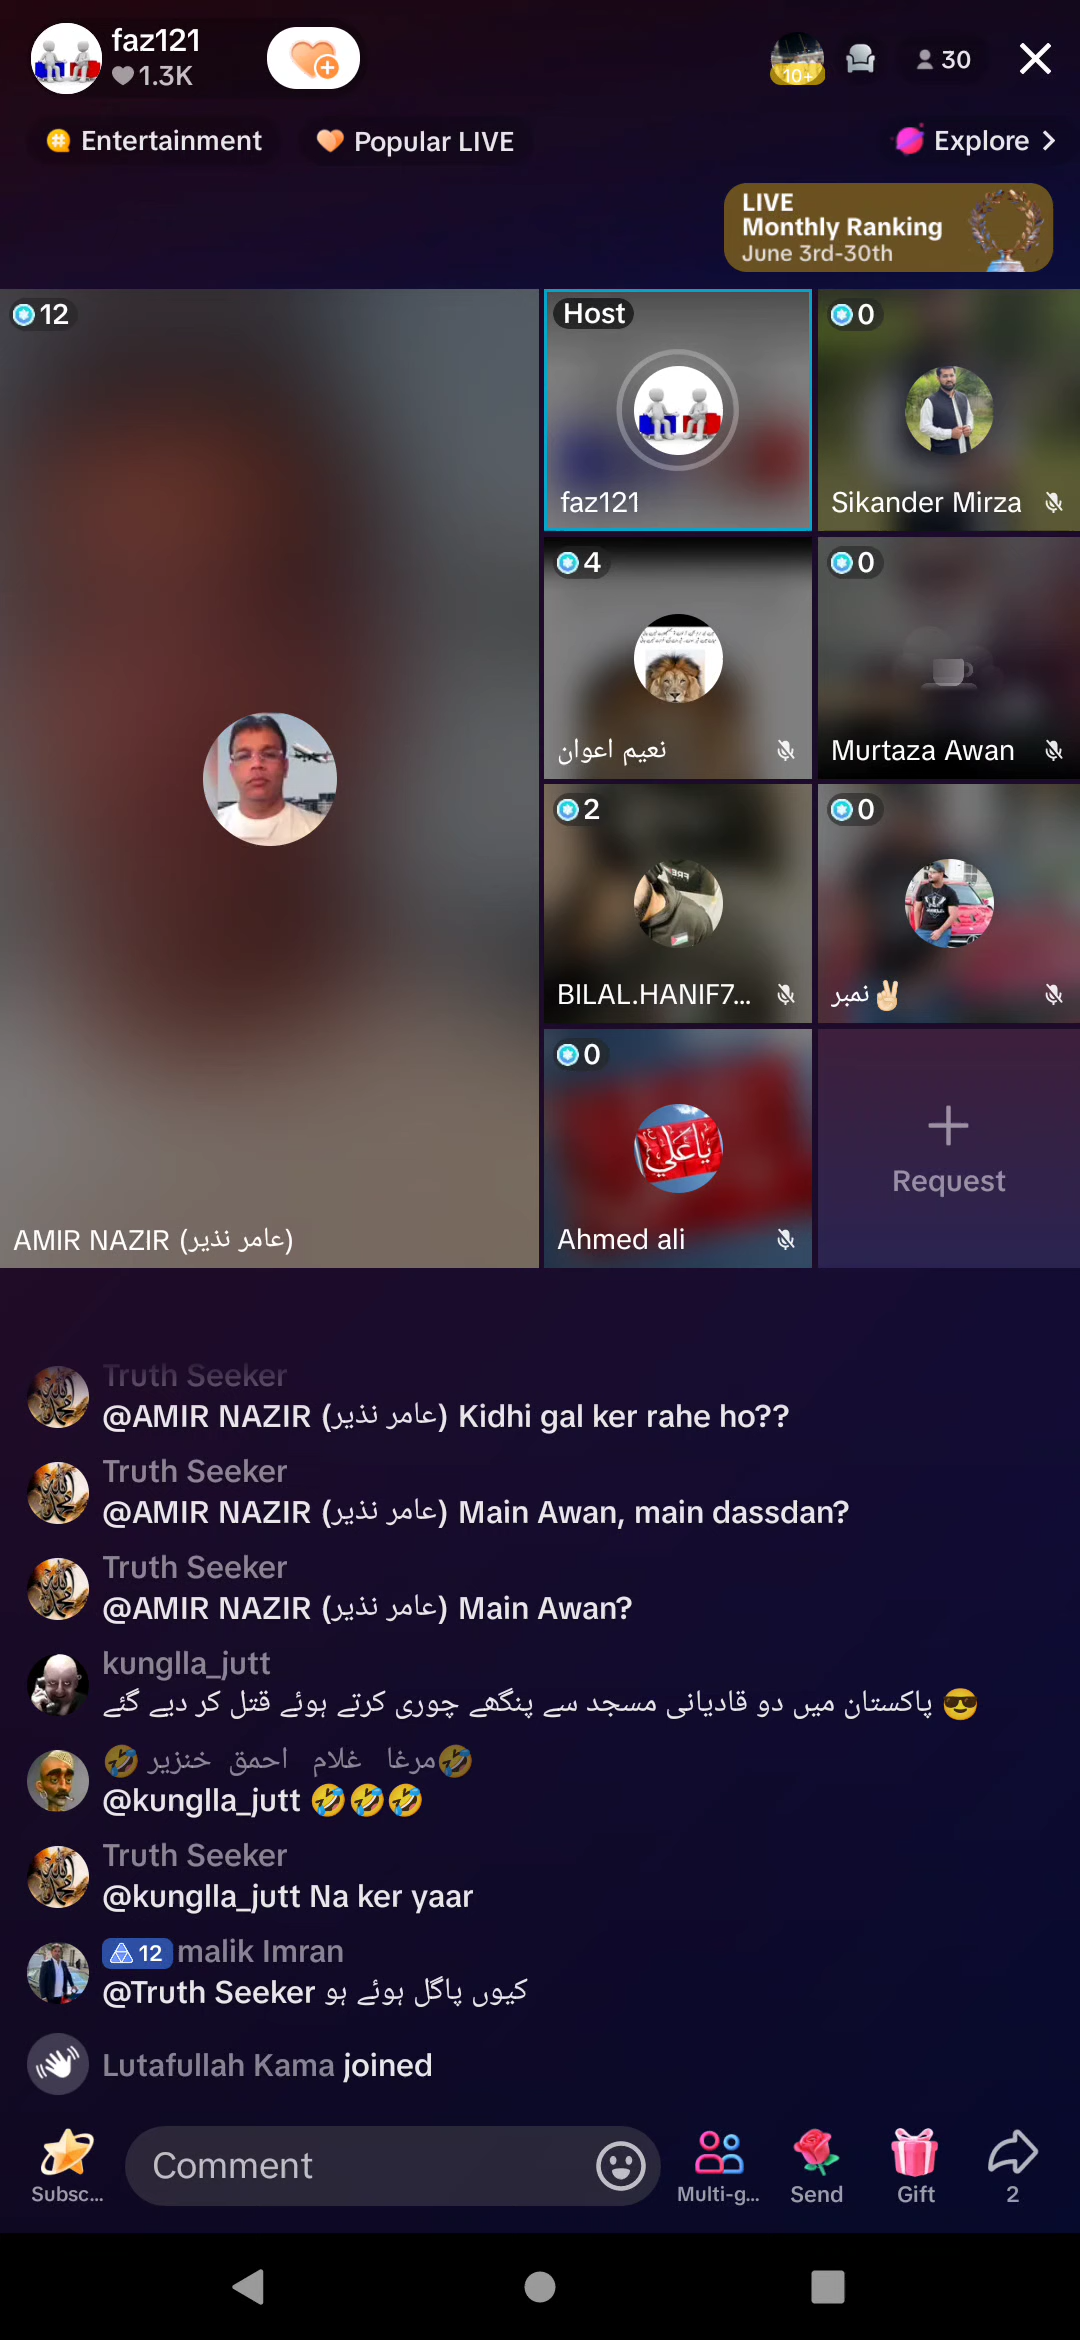 faz121
1.3K
10+
30
Entertainment
Popular LIVE
Explore
LIVE
Monthly Ranking
June 3rd-30th
12
AMIR NAZIR (عامر نذیر)
Host
faz121
0
Sikander Mirza
4
نعیم اعوان
0
Murtaza Awan
2
BILAL.HANIF7...
0
نمبر✌🏻
0
یاعلي
Ahmed ali
Request
Truth Seeker
@AMIR NAZIR (عامر نذیر) Kidhi gal ker rahe ho??
Truth Seeker
@AMIR NAZIR (عامر نذیر) Main Awan, main dassdan?
Truth Seeker
@AMIR NAZIR (عامر نذیر) Main Awan?
kunglla_jutt
پاکستان میں دو قادیانی مسجد سے پنگھے چوری کرتے ہوئے قتل کر دیے گئے 😎
🤣مرغا غلام احمق خنزیر 🤣
@kunglla_jutt 🤣🤣🤣
Truth Seeker
@kunglla_jutt Na ker yaar
12 malik Imran
@Truth Seeker کیوں پاگل ہوئے ہو
Lutafullah Kama joined
Comment
Subsc...
Multi-g...
Send
Gift
2